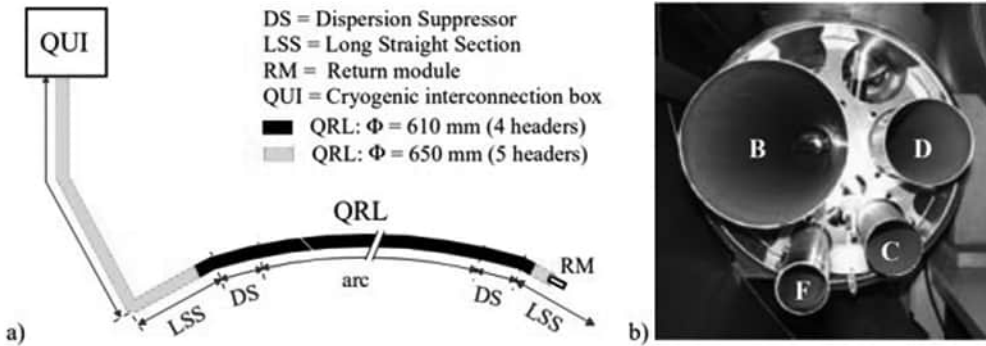 QUI
DS = Dispersion Suppressor
LSS = Long Straight Section
RM = Return module
QUI = Cryogenic interconnection box
QRL: Φ = 610 mm (4 headers)
QRL: Φ = 650 mm (5 headers)
QRL
RM
arc
DS
DS
LSS
LSS
a)
B
D
C
F
b)